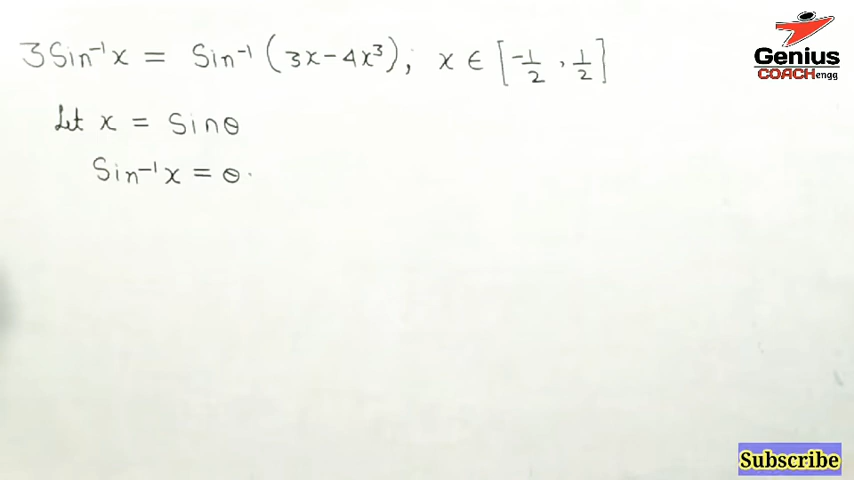 3Sin⁻¹x = Sin⁻¹ (3x - 4x³); x ∈ [-1/2, 1/2]
Let x = Sinθ
Sin⁻¹x = θ.
Genius
COACHengg
Subscribe